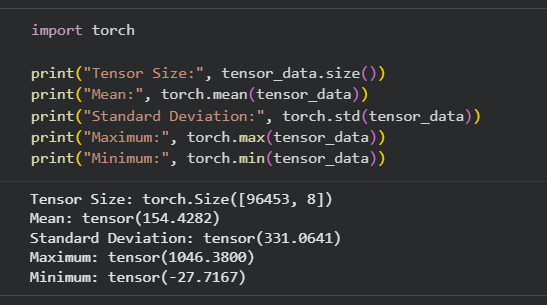 import torch
print("Tensor Size:", tensor_data.size())
print("Mean:", torch.mean(tensor_data))
print("Standard Deviation:", torch.std(tensor_data))
print("Maximum:", torch.max(tensor_data))
print("Minimum:", torch.min(tensor_data))
Tensor Size: torch.Size([96453, 8])
Mean: tensor(154.4282)
Standard Deviation: tensor(331.0641)
Maximum: tensor(1046.3800)
Minimum: tensor(-27.7167)